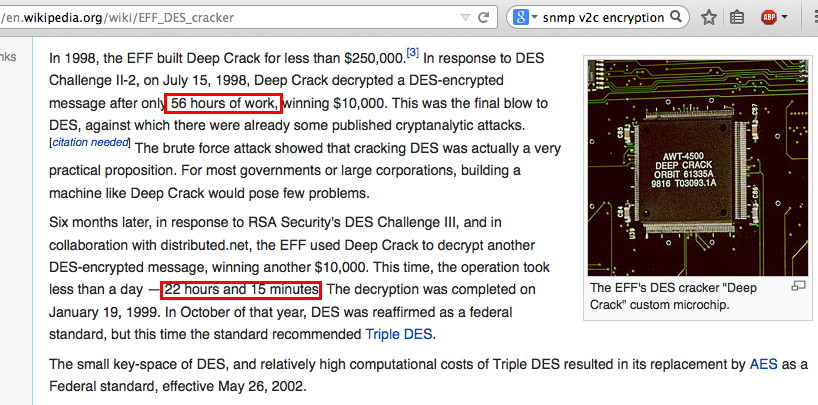 /en.wikipedia.org/wiki/EFF_DES_cracker
snmp v2c encryption
ABP
nks
In 1998, the EFF built Deep Crack for less than $250,000.[3] In response to DES
Challenge II-2, on July 15, 1998, Deep Crack decrypted a DES-encrypted
message after only 56 hours of work, winning $10,000. This was the final blow to
DES, against which there were already some published cryptanalytic attacks.
[citation needed] The brute force attack showed that cracking DES was actually a very
practical proposition. For most governments or large corporations, building a
machine like Deep Crack would pose few problems.
Six months later, in response to RSA Security's DES Challenge III, and in
collaboration with distributed.net, the EFF used Deep Crack to decrypt another
DES-encrypted message, winning another $10,000. This time, the operation took
less than a day — 22 hours and 15 minutes. The decryption was completed on
January 19, 1999. In October of that year, DES was reaffirmed as a federal
standard, but this time the standard recommended Triple DES.
The small key-space of DES, and relatively high computational costs of Triple DES resulted in its replacement by AES as a
Federal standard, effective May 26, 2002.
C85
C87
AWT-4500
DEEP CRACK
ORBIT 61335A
9816 T03093.1A
C84
U39
C86
The EFF's DES cracker "Deep
Crack" custom microchip.